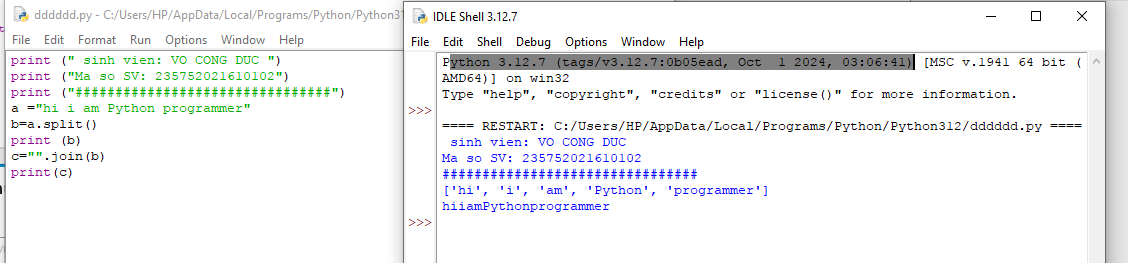 dddddd.py - C:/Users/HP/AppData/Local/Programs/Python/Python31
File Edit Format Run Options Window Help
print (" sinh vien: VO CONG DUC ")
print ("Ma so SV: 235752021610102")
print ("################################")
a ="hi i am Python programmer"
b=a.split()
print (b)
c="".join(b)
print(c)
IDLE Shell 3.12.7
File Edit Shell Debug Options Window Help
Python 3.12.7 (tags/v3.12.7:0b05ead, Oct  1 2024, 03:06:41) [MSC v.1941 64 bit (
AMD64)] on win32
Type "help", "copyright", "credits" or "license()" for more information.
>>>
==== RESTART: C:/Users/HP/AppData/Local/Programs/Python/Python312/dddddd.py ====
sinh vien: VO CONG DUC
Ma so SV: 235752021610102
################################
['hi', 'i', 'am', 'Python', 'programmer']
hiiamPythonprogrammer
>>>